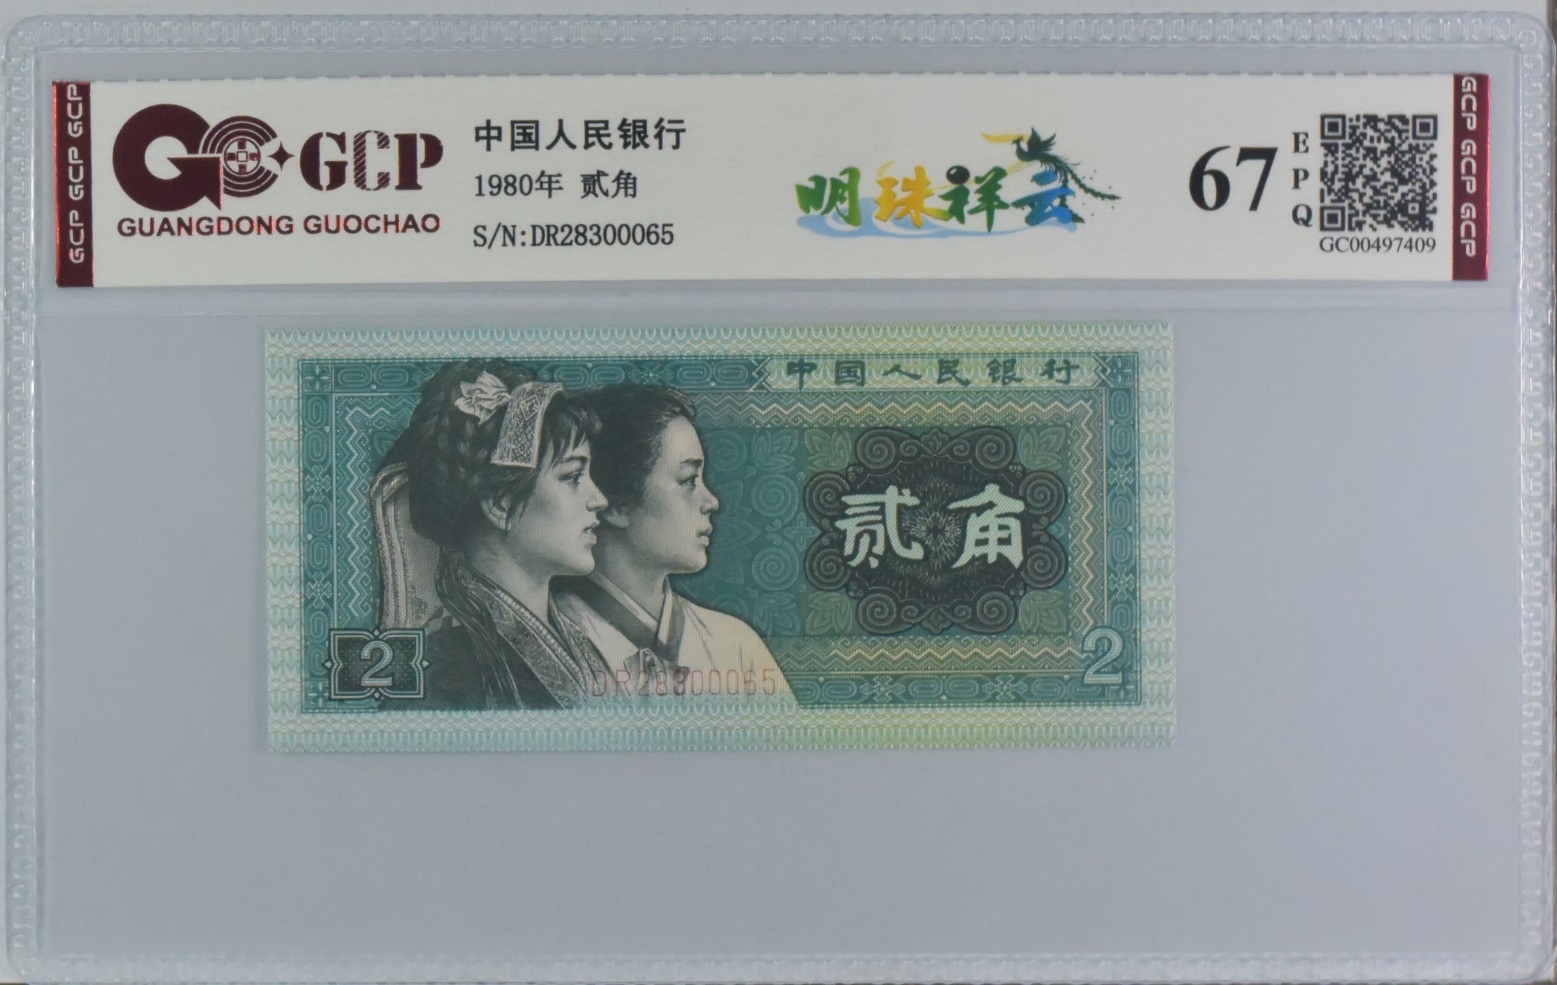 GCP GCP GCP
GCP
GUANGDONG GUOCHAO
中国人民银行
1980年 贰角
S/N:DR28300065
明珠祥云
67
EPQ
GC00497409
GCP GCP GCP
中国人民银行
贰角
2
2
DR28300065